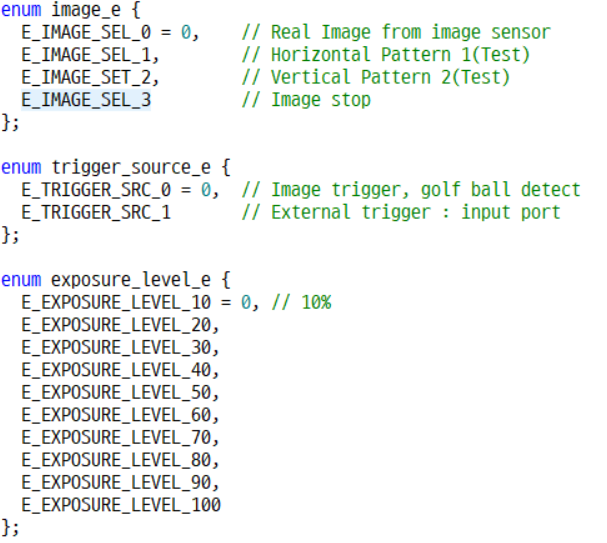 enum image_e {
  E_IMAGE_SEL_0 = 0,    // Real Image from image sensor
  E_IMAGE_SEL_1,        // Horizontal Pattern 1(Test)
  E_IMAGE_SET_2,        // Vertical Pattern 2(Test)
  E_IMAGE_SEL_3         // Image stop
};

enum trigger_source_e {
  E_TRIGGER_SRC_0 = 0,  // Image trigger, golf ball detect
  E_TRIGGER_SRC_1       // External trigger : input port
};

enum exposure_level_e {
  E_EXPOSURE_LEVEL_10 = 0, // 10%
  E_EXPOSURE_LEVEL_20,
  E_EXPOSURE_LEVEL_30,
  E_EXPOSURE_LEVEL_40,
  E_EXPOSURE_LEVEL_50,
  E_EXPOSURE_LEVEL_60,
  E_EXPOSURE_LEVEL_70,
  E_EXPOSURE_LEVEL_80,
  E_EXPOSURE_LEVEL_90,
  E_EXPOSURE_LEVEL_100
};